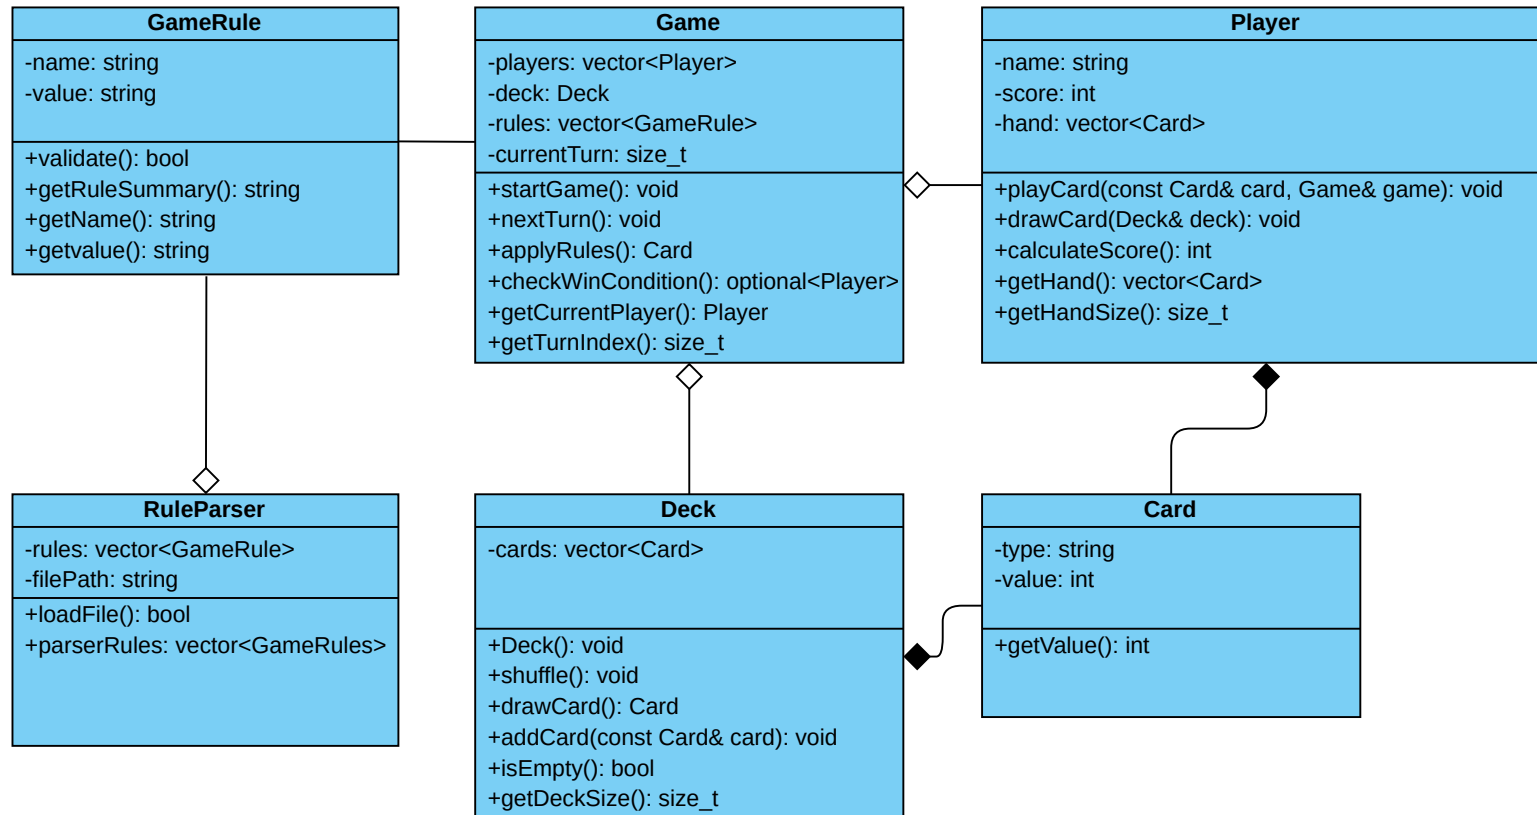 GameRule
-name: string
-value: string
+validate(): bool
+getRuleSummary(): string
+getName(): string
+getvalue(): string
Game
-players: vector<Player>
-deck: Deck
-rules: vector<GameRule>
-currentTurn: size_t
+startGame(): void
+nextTurn(): void
+applyRules(): Card
+checkWinCondition(): optional<Player>
+getCurrentPlayer(): Player
+getTurnIndex(): size_t
Player
-name: string
-score: int
-hand: vector<Card>
+playCard(const Card& card, Game& game): void
+drawCard(Deck& deck): void
+calculateScore(): int
+getHand(): vector<Card>
+getHandSize(): size_t
RuleParser
-rules: vector<GameRule>
-filePath: string
+loadFile(): bool
+parserRules: vector<GameRules>
Deck
-cards: vector<Card>
+Deck(): void
+shuffle(): void
+drawCard(): Card
+addCard(const Card& card): void
+isEmpty(): bool
+getDeckSize(): size_t
Card
-type: string
-value: int
+getValue(): int